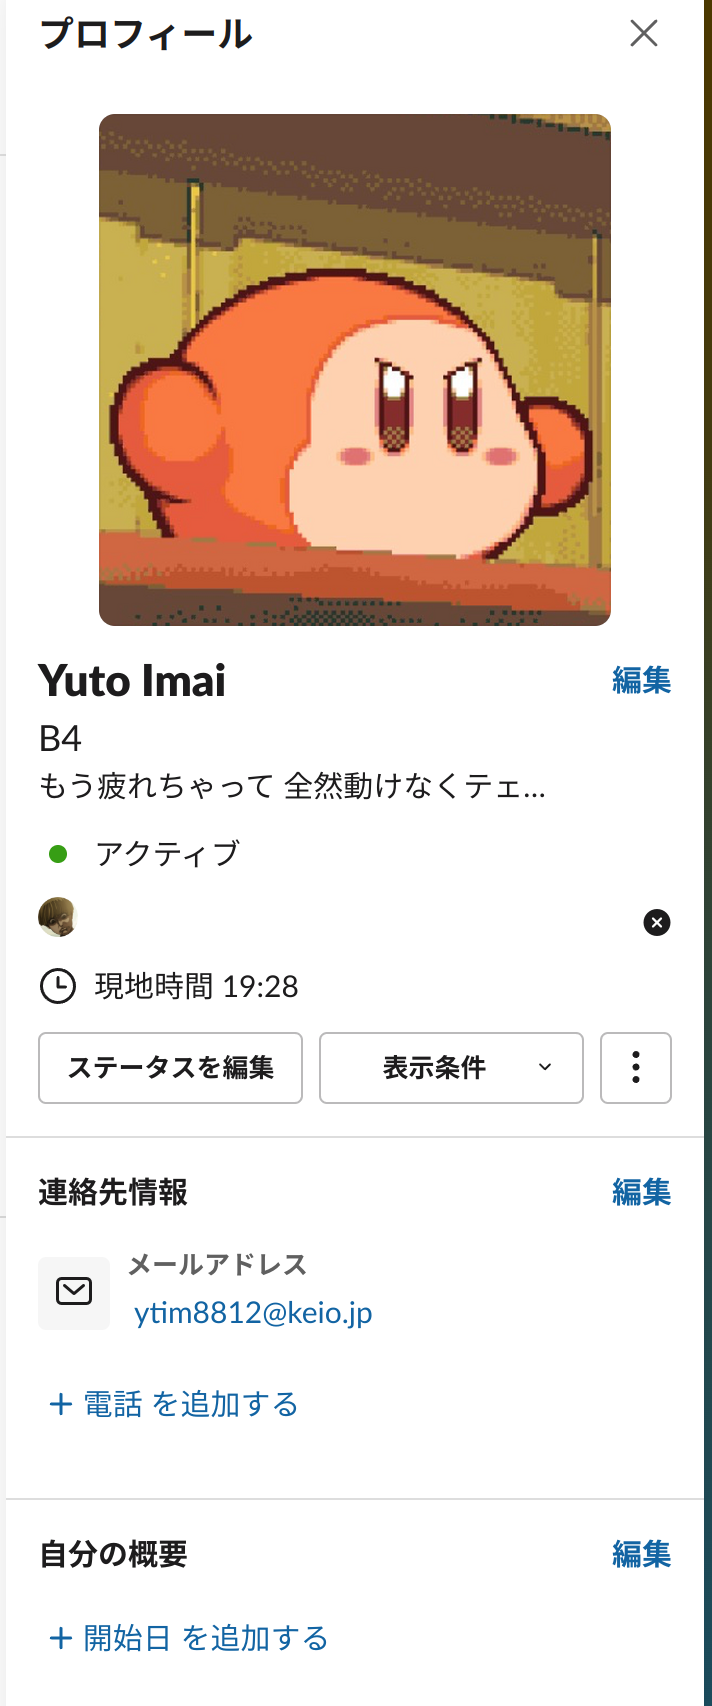 プロフィール
Yuto Imai
編集
B4
もう疲れちゃって 全然動けなくテェ...
アクティブ
現地時間 19:28
ステータスを編集
表示条件
連絡先情報
編集
メールアドレス
ytim8812@keio.jp
+ 電話 を追加する
自分の概要
編集
+ 開始日 を追加する